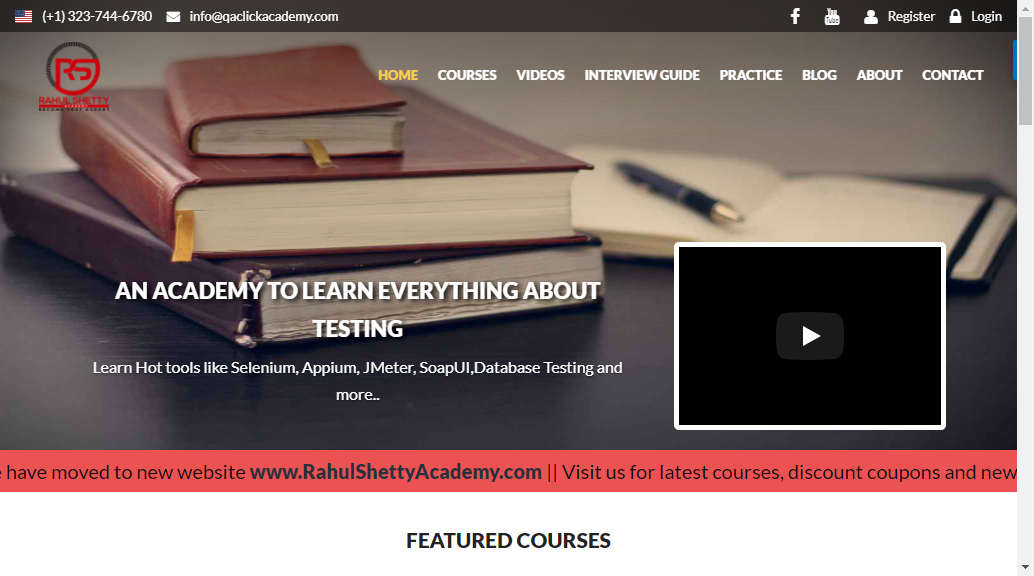 (+1) 323-744-6780 info@qaclickacademy.com Register Login
You Tube
RS
RAHUL SHETTY
HOME COURSES VIDEOS INTERVIEW GUIDE PRACTICE BLOG ABOUT CONTACT
AN ACADEMY TO LEARN EVERYTHING ABOUT
TESTING
Learn Hot tools like Selenium, Appium, JMeter, SoapUI,Database Testing and
more..
have moved to new website www.RahulShettyAcademy.com || Visit us for latest courses, discount coupons and new
FEATURED COURSES